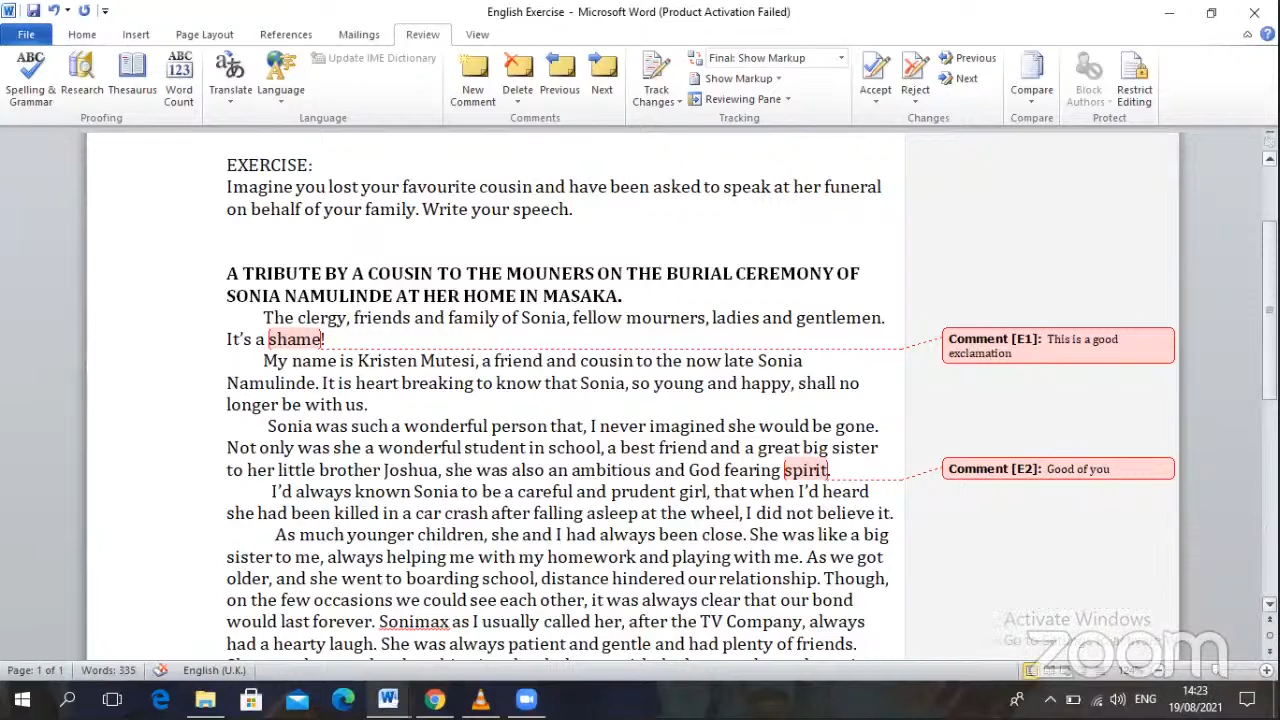 English Exercise - Microsoft Word (Product Activation Failed)
File Home Insert Page Layout References Mailings Review View
Spelling & Grammar
Research
Thesaurus
Word Count
Proofing
Translate
Language
Update IME Dictionary
Language
New Comment
Delete
Previous
Next
Comments
Track Changes
Final: Show Markup
Show Markup
Reviewing Pane
Tracking
Accept
Reject
Previous
Next
Changes
Compare
Compare
Block Authors
Restrict Editing
Protect
EXERCISE:
Imagine you lost your favourite cousin and have been asked to speak at her funeral
on behalf of your family. Write your speech.
A TRIBUTE BY A COUSIN TO THE MOUNERS ON THE BURIAL CEREMONY OF
SONIA NAMULINDE AT HER HOME IN MASAKA.
The clergy, friends and family of Sonia, fellow mourners, ladies and gentlemen.
It's a shame!
Comment [E1]: This is a good
exclamation
My name is Kristen Mutesi, a friend and cousin to the now late Sonia
Namulinde. It is heart breaking to know that Sonia, so young and happy, shall no
longer be with us.
Sonia was such a wonderful person that, I never imagined she would be gone.
Not only was she a wonderful student in school, a best friend and a great big sister
to her little brother Joshua, she was also an ambitious and God fearing spirit.
Comment [E2]: Good of you
I'd always known Sonia to be a careful and prudent girl, that when I'd heard
she had been killed in a car crash after falling asleep at the wheel, I did not believe it.
As much younger children, she and I had always been close. She was like a big
sister to me, always helping me with my homework and playing with me. As we got
older, and she went to boarding school, distance hindered our relationship. Though,
on the few occasions we could see each other, it was always clear that our bond
would last forever. Sonimax as I usually called her, after the TV Company, always
had a hearty laugh. She was always patient and gentle and had plenty of friends.
Activate Windows
zoom
Page: 1 of 1 Words: 335 English (U.K.) 124%
ENG
14:23
19/08/2021